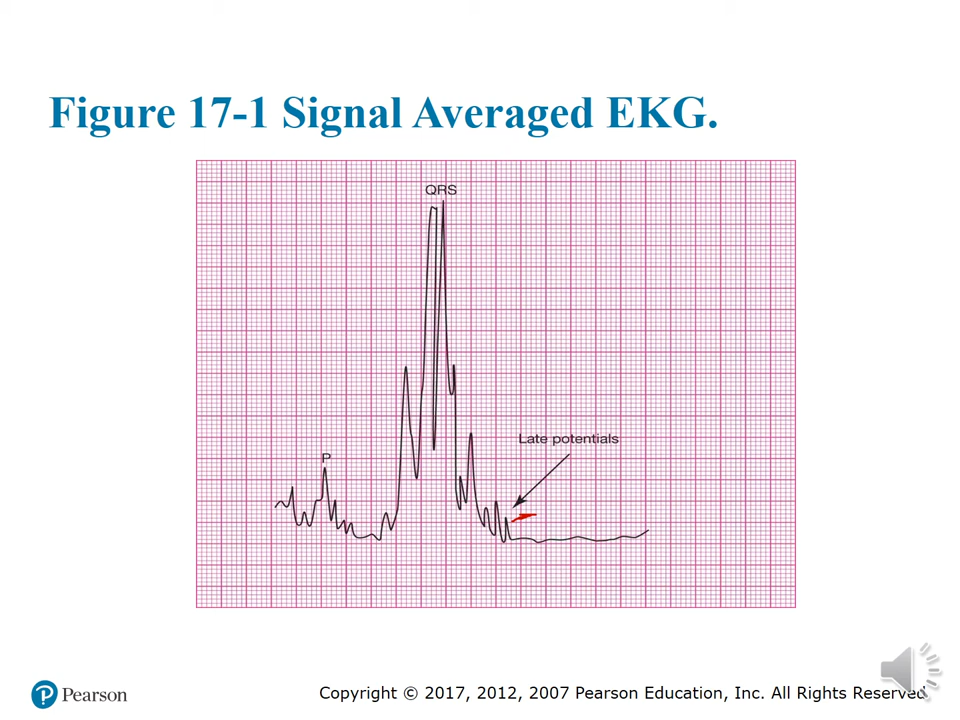 Figure 17-1 Signal Averaged EKG.
QRS
Late potentials
P
Pearson
Copyright © 2017, 2012, 2007 Pearson Education, Inc. All Rights Reserved